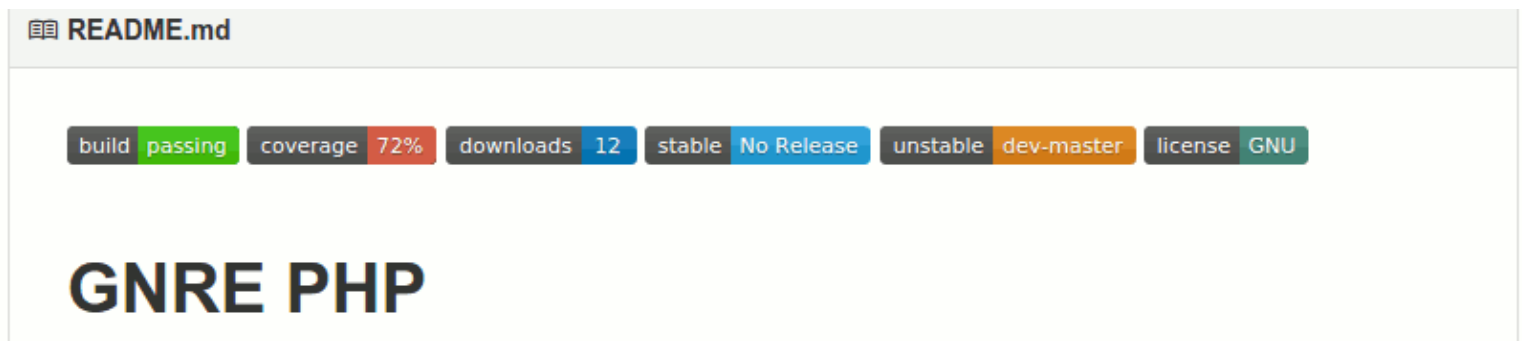 README.md
build passing coverage 72% downloads 12 stable No Release unstable dev-master license GNU
GNRE PHP